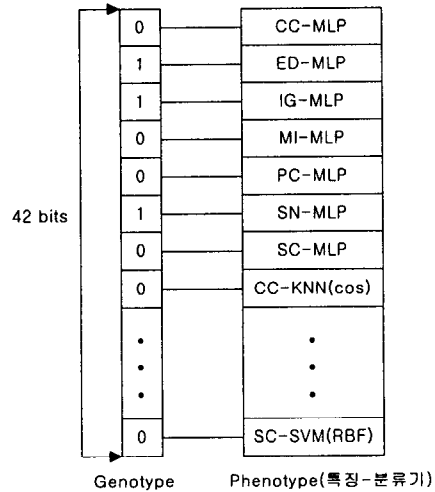 0 CC-MLP
1 ED-MLP
1 IG-MLP
0 MI-MLP
0 PC-MLP
42 bits 1 SN-MLP
0 SC-MLP
0 CC-KNN(cos)
0 SC-SVM(RBF)
Genotype Phenotype(특징-분류기)